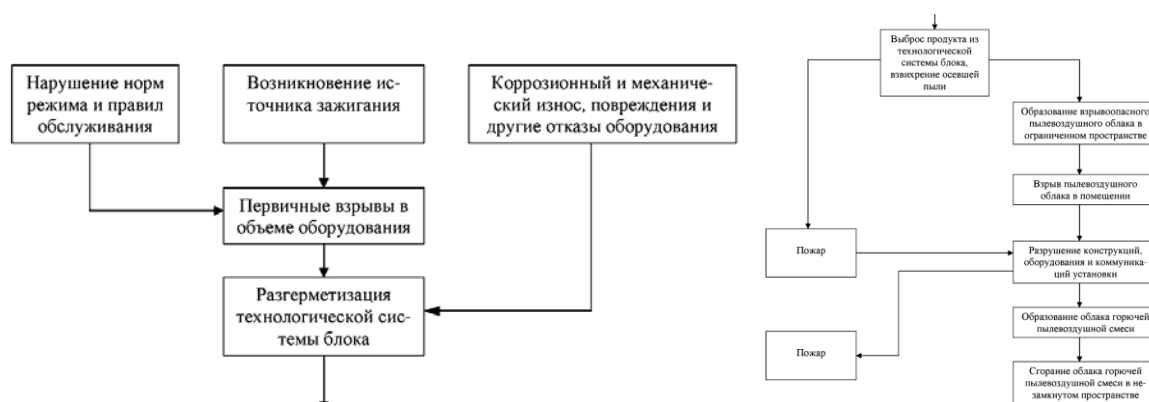 Нарушение норм
режима и правил
обслуживания
Возникновение ис-
точника зажигания
Коррозионный и механиче-
ский износ, повреждения и
другие отказы оборудования
Первичные взрывы в
объеме оборудования
Разгерметизация
технологической сис-
темы блока
Выброс продукта из
технологической
системы блока,
взвихрение осевшей
пыли
Образование взрывоопасного
пылевоздушного облака в
ограниченном пространстве
Взрыв пылевоздушного
облака в помещении
Пожар
Разрушение конструкций,
оборудования и коммуника-
ций установки
Образование облака горючей
пылевоздушной смеси
Пожар
Сгорание облака горючей
пылевоздушной смеси в не-
замкнутом пространстве